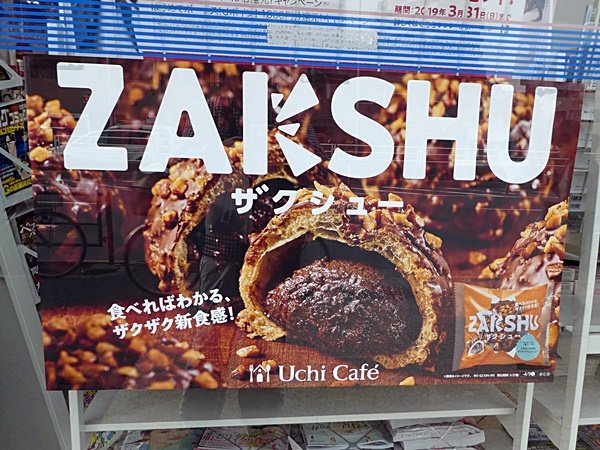 期間:2019年3月31日(日)まで
ZAKSHU
ザクシュー
食べればわかる、
ザクザク新食感!
ZAKSHU
ザクシュー
Uchi Café